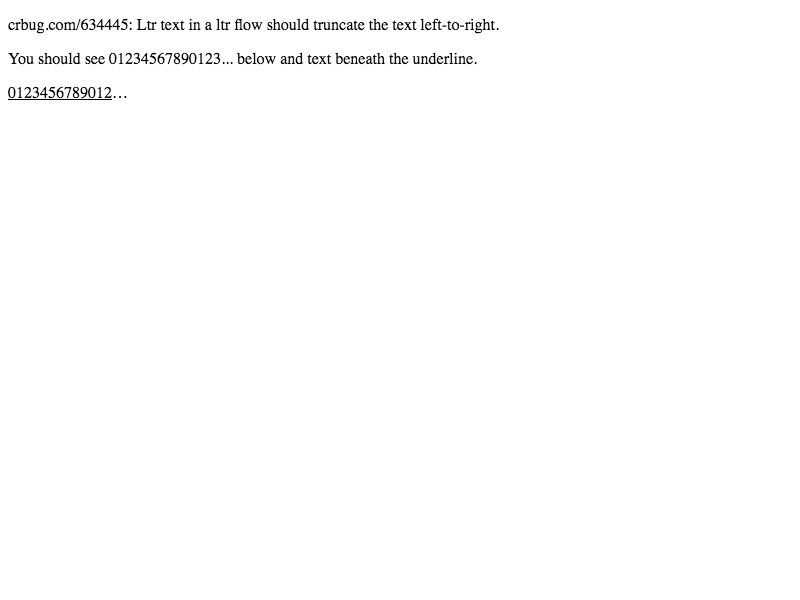 crbug.com/634445: Ltr text in a ltr flow should truncate the text left-to-right.
You should see 01234567890123... below and text beneath the underline.
0123456789012…